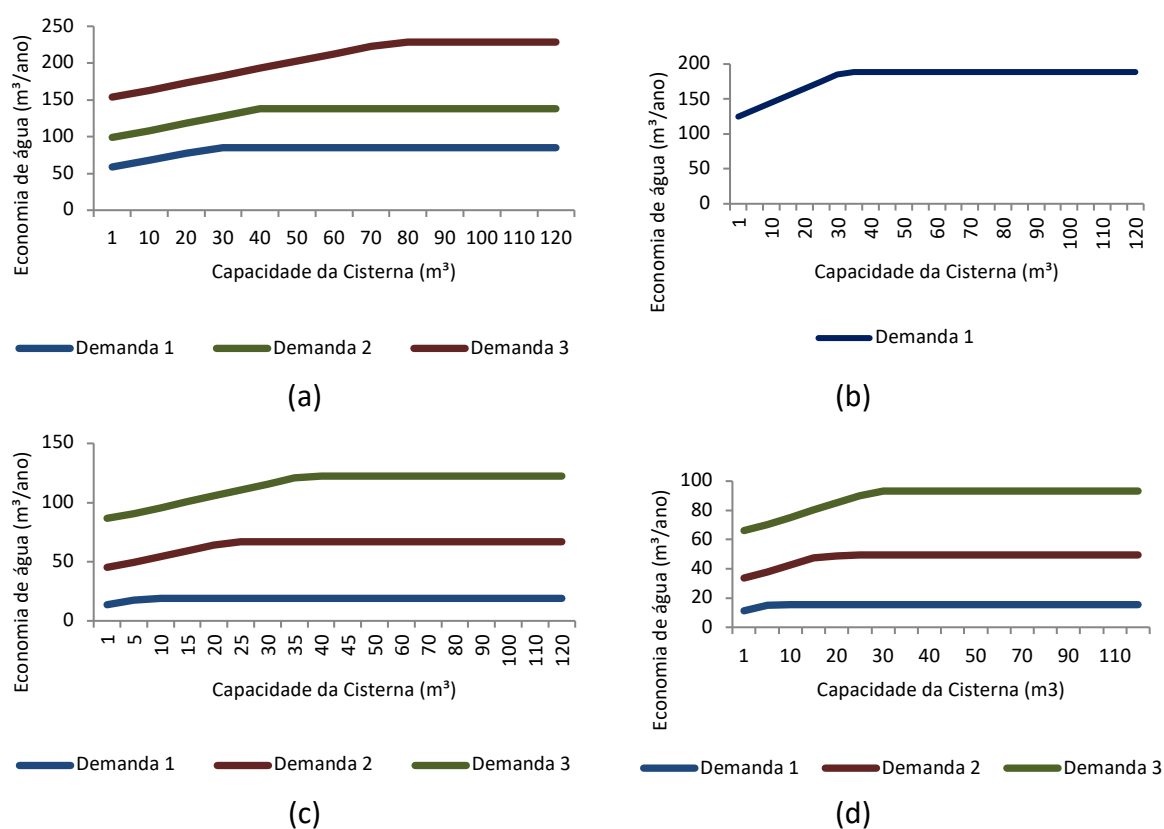 Economia de água (m³/ano)
250
200
150
100
50
0
1 10 20 30 40 50 60 70 80 90 100 110 120
Capacidade da Cisterna (m³)
Demanda 1 Demanda 2 Demanda 3
(a)
Economia de água (m³/ano)
200
150
100
50
0
1 10 20 30 40 50 60 70 80 90 100 110 120
Capacidade da Cisterna (m³)
Demanda 1
(b)
Economia de água (m³/ano)
150
100
50
0
1 5 10 15 20 25 30 35 40 45 50 60 70 80 90 100 110 120
Capacidade da Cisterna (m³)
Demanda 1 Demanda 2 Demanda 3
(c)
Economia de água (m³/ano)
100
80
60
40
20
0
1 10 20 30 40 50 70 90 110
Capacidade da Cisterna (m3)
Demanda 1 Demanda 2 Demanda 3
(d)